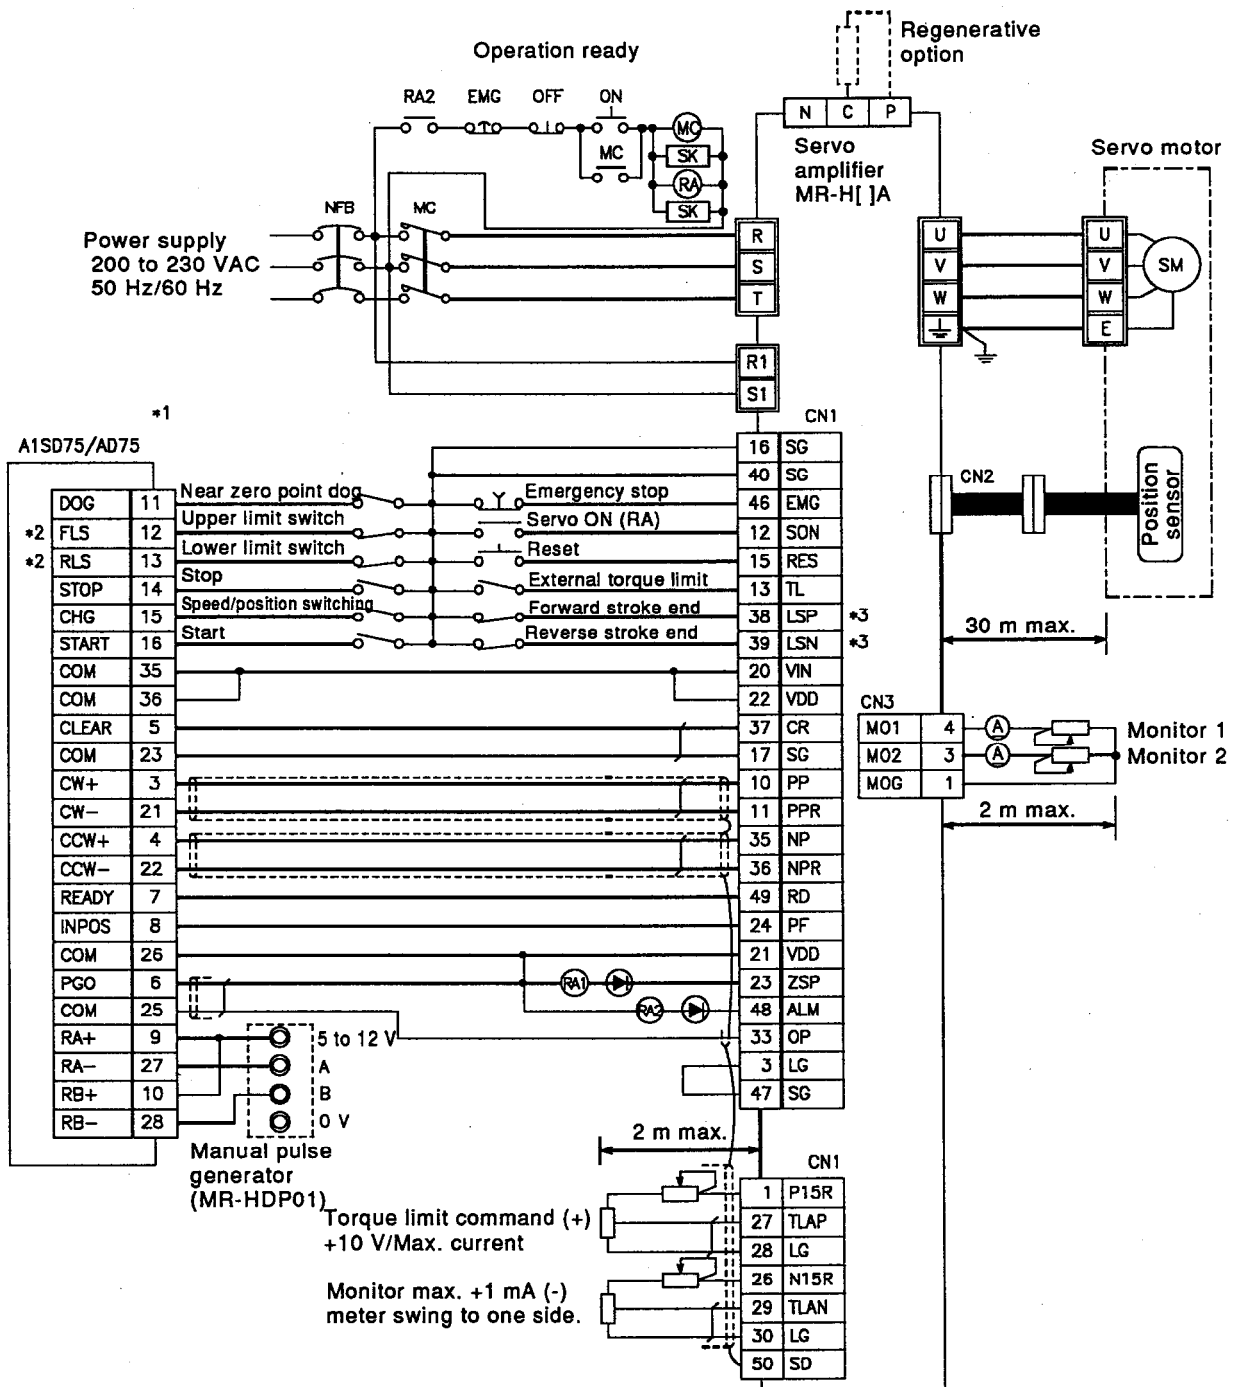 Regenerative
option
Operation ready
RA2 EMG OFF ON
N C P
MC
SK
RA
SK
MC
Servo
amplifier
MR-H[ ]A
Servo motor
NFB MC
Power supply
200 to 230 VAC
50 Hz/60 Hz
R
S
T
U
V
W
U
V
W
E
SM
R1
S1
*1
CN1
A1SD75/AD75
16 SG
40 SG
CN2
Position
sensor
DOG 11 Near zero point dog Emergency stop 46 EMG
*2 FLS 12 Upper limit switch Servo ON (RA) 12 SON
*2 RLS 13 Lower limit switch Reset 15 RES
STOP 14 Stop External torque limit 13 TL
CHG 15 Speed/position switching Forward stroke end 38 LSP *3
START 16 Start Reverse stroke end 39 LSN *3
30 m max.
COM 35 20 VIN
COM 36 22 VDD
CLEAR 5 37 CR
COM 23 17 SG
CW+ 3 10 PP
CW− 21 11 PPR
CCW+ 4 35 NP
CCW− 22 36 NPR
READY 7 49 RD
INPOS 8 24 PF
COM 26 21 VDD
PGO 6 RA1 23 ZSP
COM 25 RA2 48 ALM
RA+ 9 5 to 12 V 33 OP
RA− 27 A 3 LG
RB+ 10 B 47 SG
RB− 28 0 V
CN3
MO1 4 A Monitor 1
MO2 3 A Monitor 2
MOG 1
2 m max.
Manual pulse
generator
(MR-HDP01)
2 m max.
CN1
1 P15R
Torque limit command (+) 27 TLAP
+10 V/Max. current 28 LG
26 N15R
Monitor max. +1 mA (-)
meter swing to one side. 29 TLAN
30 LG
50 SD